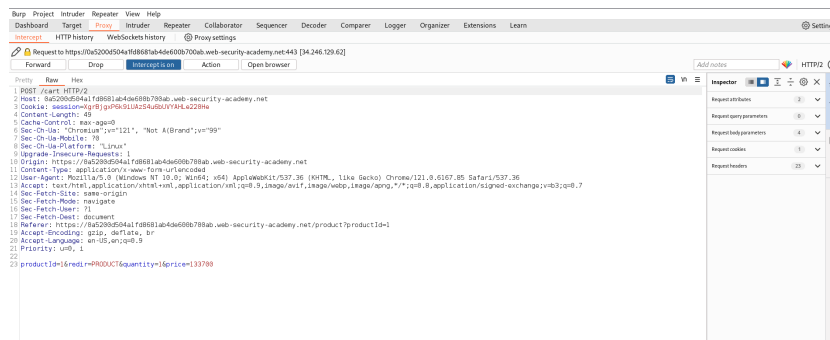 Burp Project Intruder Repeater View Help
Dashboard Target Proxy Intruder Repeater Collaborator Sequencer Decoder Comparer Logger Organizer Extensions Learn Settin
Intercept HTTP history WebSockets history Proxy settings
Request to https://0a5200d504a1fd8681ab4de600b700ab.web-security-academy.net:443 [34.246.129.62]
Forward Drop Intercept is on Action Open browser Add notes HTTP/2
Pretty Raw Hex \n Inspector
1 POST /cart HTTP/2
2 Host: 0a5200d504a1fd8681ab4de600b700ab.web-security-academy.net
3 Cookie: session=XgrBjgxP6k9iUAzS4u6bUVYAHLe228He
4 Content-Length: 49
5 Cache-Control: max-age=0
6 Sec-Ch-Ua: "Chromium";v="121", "Not A(Brand";v="99"
7 Sec-Ch-Ua-Mobile: ?0
8 Sec-Ch-Ua-Platform: "Linux"
9 Upgrade-Insecure-Requests: 1
10 Origin: https://0a5200d504a1fd8681ab4de600b700ab.web-security-academy.net
11 Content-Type: application/x-www-form-urlencoded
12 User-Agent: Mozilla/5.0 (Windows NT 10.0; Win64; x64) AppleWebKit/537.36 (KHTML, like Gecko) Chrome/121.0.6167.85 Safari/537.36
13 Accept: text/html,application/xhtml+xml,application/xml;q=0.9,image/avif,image/webp,image/apng,*/*;q=0.8,application/signed-exchange;v=b3;q=0.7
14 Sec-Fetch-Site: same-origin
15 Sec-Fetch-Mode: navigate
16 Sec-Fetch-User: ?1
17 Sec-Fetch-Dest: document
18 Referer: https://0a5200d504a1fd8681ab4de600b700ab.web-security-academy.net/product?productId=1
19 Accept-Encoding: gzip, deflate, br
20 Accept-Language: en-US,en;q=0.9
21 Priority: u=0, i
22
23 productId=1&redir=PRODUCT&quantity=1&price=133700
Request attributes 2
Request query parameters 0
Request body parameters 4
Request cookies 1
Request headers 23